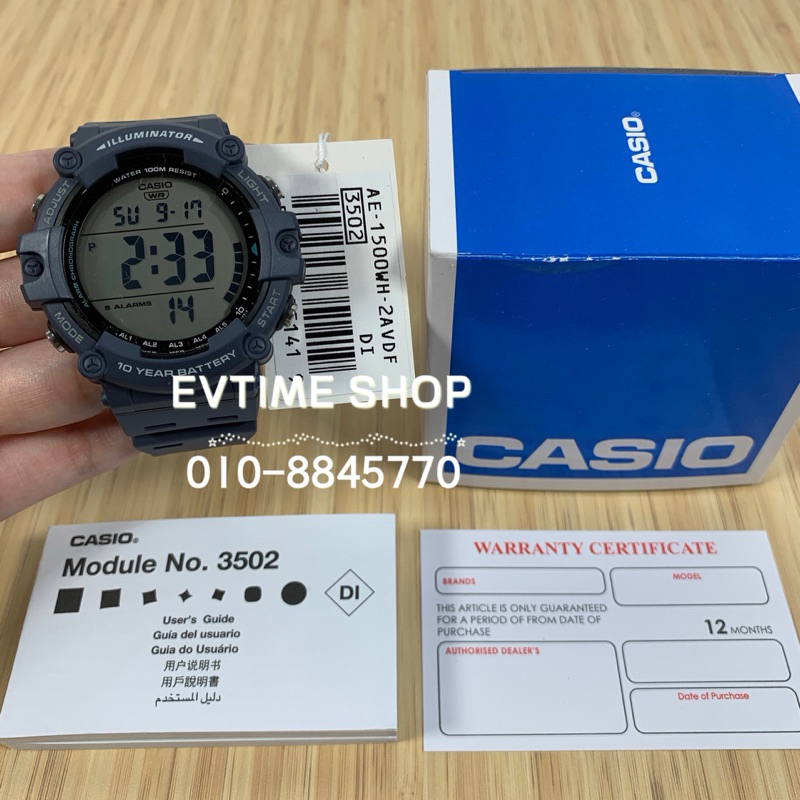 ILLUMINATOR
ADJUST
LIGHT
WATER 100M RESIST
CASIO
WR
SU 9-17
P
2:33
5 ALARMS
14
ALARM CHRONOGRAPH
10
AL1 AL2 AL3 AL4 AL5
MODE
START
10 YEAR BATTERY
AE-1500WH-2AVDF
3502
DI
5141
CASIO®
CASIO
EVTIME SHOP
010-8845770
CASIO®
Module No. 3502
DI
User's Guide
Guía del usuario
Guia do Usuário
用户说明书
用戶說明書
دليل المستخدم
WARRANTY CERTIFICATE
BRANDS
MODEL
THIS ARTICLE IS ONLY GUARANTEED
FOR A PERIOD OF FROM DATE OF
PURCHASE
12 MONTHS
AUTHORISED DEALER'S
Date of Purchase